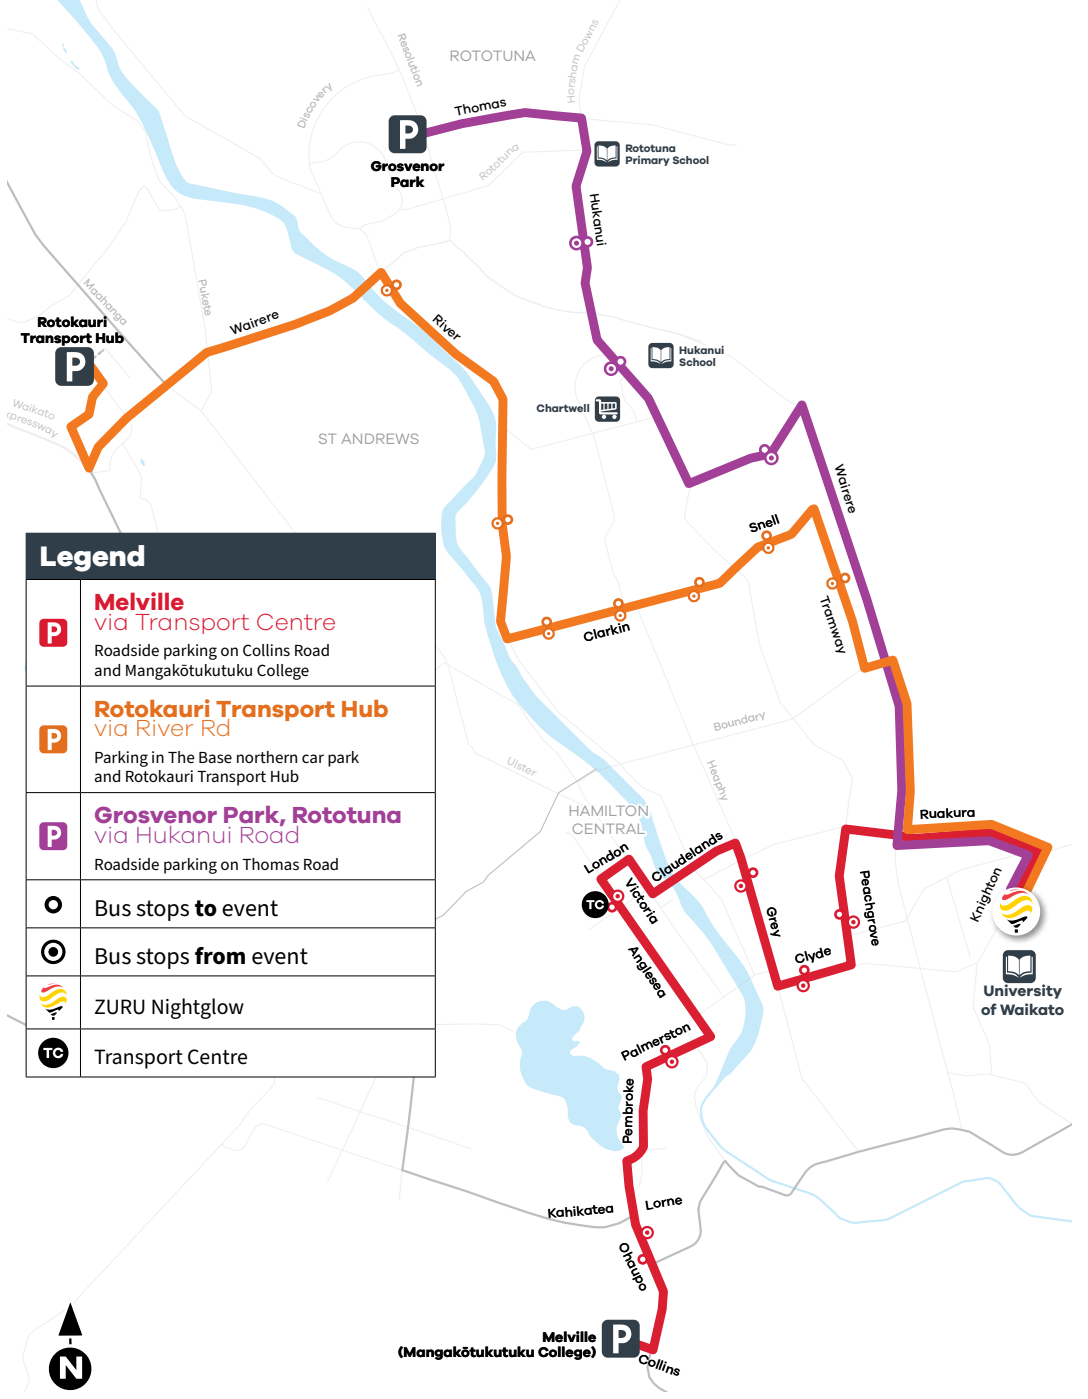 ROTOTUNA
Resolution
Horsham Downs
Discovery
Thomas
P
Grosvenor
Park
Rototuna
Rototuna
Primary School
Hukanui
Maahanga
Pukete
Rotokauri
Transport Hub
P
Wairere
River
Hukanui
School
Chartwell
Waikato
xpressway
ST ANDREWS
Wairere
Snell
Clarkin
Tramway
Legend
P
Melville
via Transport Centre
Roadside parking on Collins Road
and Mangakōtukutuku College
P
Rotokauri Transport Hub
via River Rd
Parking in The Base northern car park
and Rotokauri Transport Hub
P
Grosvenor Park, Rototuna
via Hukanui Road
Roadside parking on Thomas Road
Bus stops to event
Bus stops from event
ZURU Nightglow
TC
Transport Centre
Boundary
Ulster
Heaphy
HAMILTON
CENTRAL
Ruakura
London
Claudelands
Victoria
TC
Grey
Peachgrove
Knighton
Clyde
Anglesea
University
of Waikato
Palmerston
Pembroke
Kahikatea
Lorne
Ohaupo
Melville
(Mangakōtukutuku College)
P
Collins
N